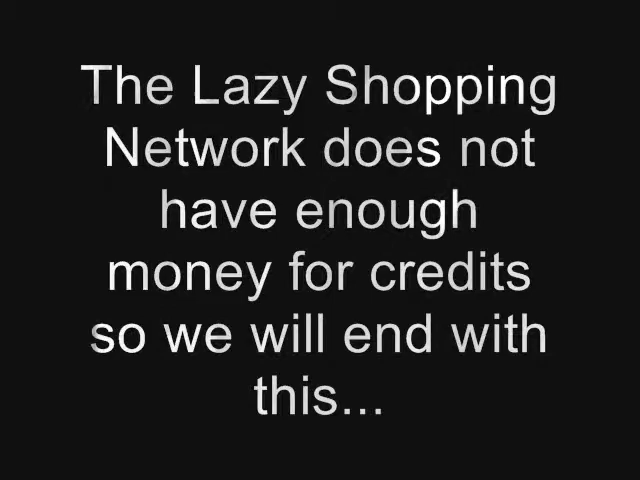 The Lazy Shopping
Network does not
have enough
money for credits
so we will end with
this...